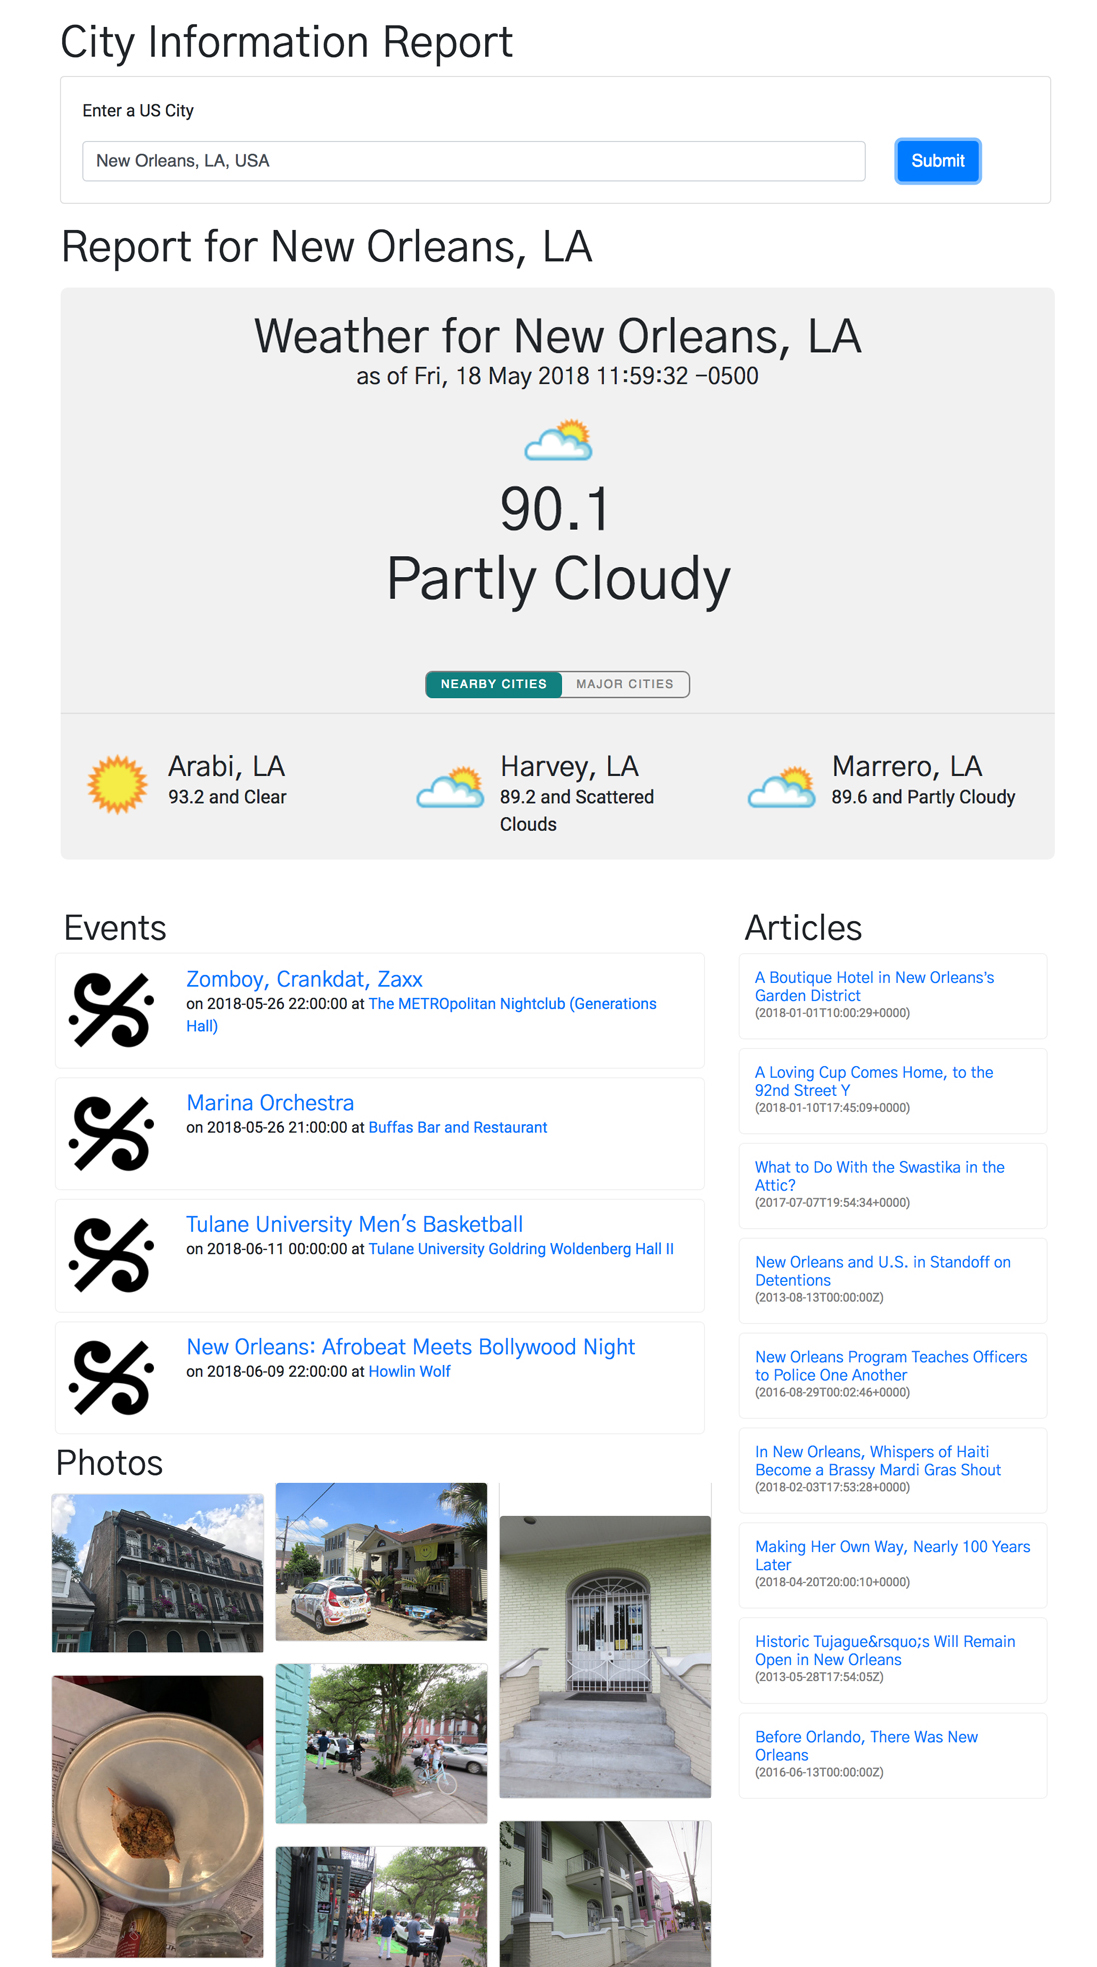 City Information Report
Enter a US City
New Orleans, LA, USA
Submit
Report for New Orleans, LA
Weather for New Orleans, LA
as of Fri, 18 May 2018 11:59:32 -0500
90.1
Partly Cloudy
NEARBY CITIES
MAJOR CITIES
Arabi, LA
93.2 and Clear
Harvey, LA
89.2 and Scattered
Clouds
Marrero, LA
89.6 and Partly Cloudy
Events
Zomboy, Crankdat, Zaxx
on 2018-05-26 22:00:00 at The METROpolitan Nightclub (Generations
Hall)
Marina Orchestra
on 2018-05-26 21:00:00 at Buffas Bar and Restaurant
Tulane University Men's Basketball
on 2018-06-11 00:00:00 at Tulane University Goldring Woldenberg Hall II
New Orleans: Afrobeat Meets Bollywood Night
on 2018-06-09 22:00:00 at Howlin Wolf
Photos
Articles
A Boutique Hotel in New Orleans's
Garden District
(2018-01-01T10:00:29+0000)
A Loving Cup Comes Home, to the
92nd Street Y
(2018-01-10T17:45:09+0000)
What to Do With the Swastika in the
Attic?
(2017-07-07T19:54:34+0000)
New Orleans and U.S. in Standoff on
Detentions
(2013-08-13T00:00:00Z)
New Orleans Program Teaches Officers
to Police One Another
(2016-08-29T00:02:46+0000)
In New Orleans, Whispers of Haiti
Become a Brassy Mardi Gras Shout
(2018-02-03T17:53:28+0000)
Making Her Own Way, Nearly 100 Years
Later
(2018-04-20T20:00:10+0000)
Historic Tujague&rsquo;s Will Remain
Open in New Orleans
(2013-05-28T17:54:05Z)
Before Orlando, There Was New
Orleans
(2016-06-13T00:00:00Z)